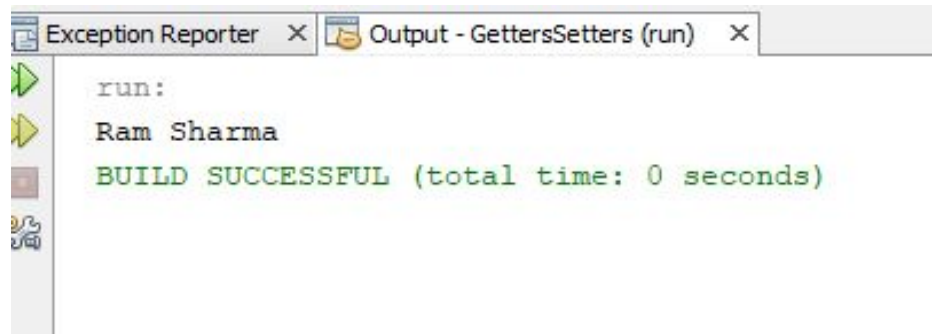 Exception Reporter × Output - GettersSetters (run) ×
run:
Ram Sharma
BUILD SUCCESSFUL (total time: 0 seconds)